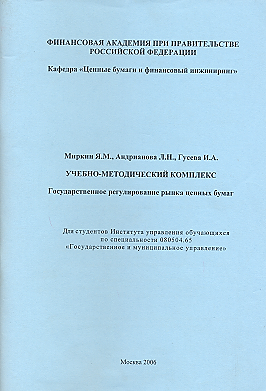 ФИНАНСОВАЯ АКАДЕМИЯ ПРИ ПРАВИТЕЛЬСТВЕ
РОССИЙСКОЙ ФЕДЕРАЦИИ
Кафедра «Ценные бумаги и финансовый инжиниринг»
Миркин Я.М., Андрианова Л.Н., Гусева И.А.
УЧЕБНО-МЕТОДИЧЕСКИЙ КОМПЛЕКС
Государственное регулирование рынка ценных бумаг
Для студентов Института управления обучающихся
по специальности 080504.65
«Государственное и муниципальное управление»
Москва 2006